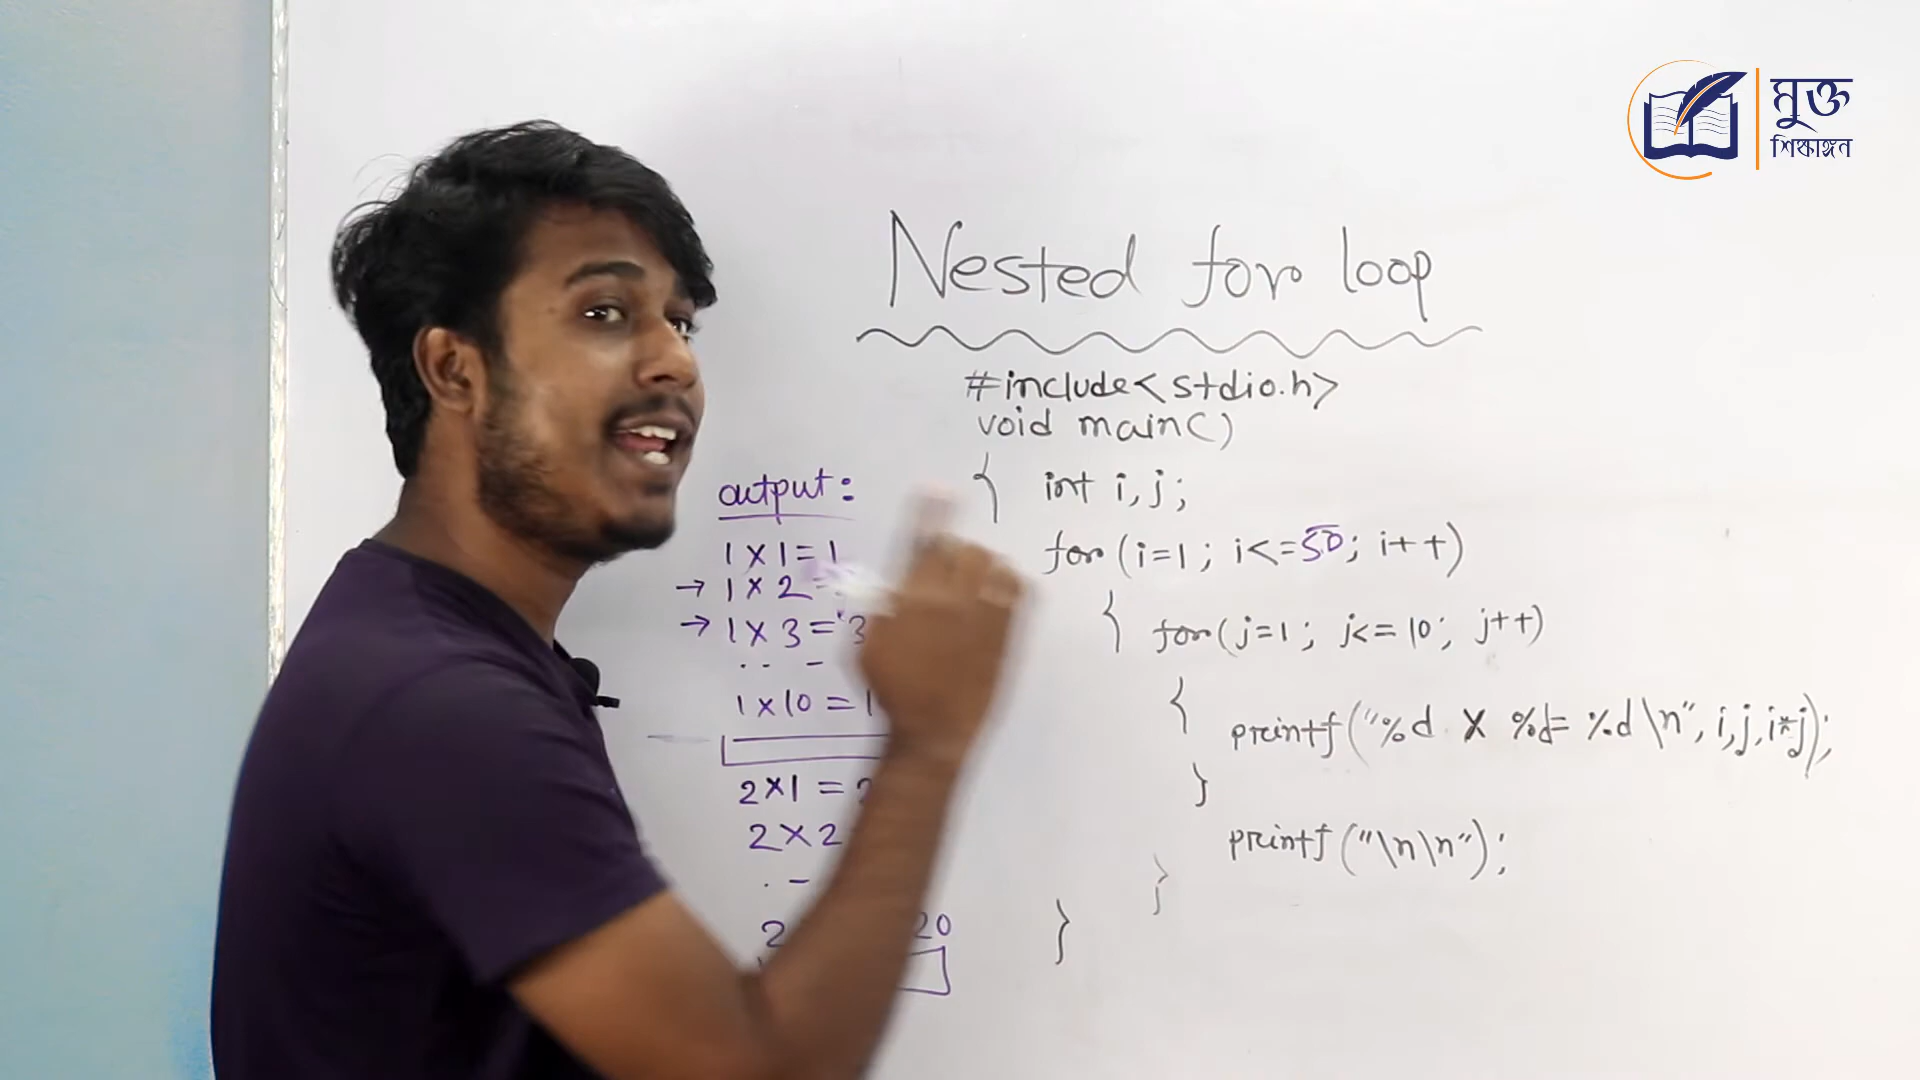 মুক্ত
শিক্ষাঙ্গন
Nested for loop
#include<stdio.h>
void main()
{ int i,j;
for(i=1; i<=50; i++)
{ for(j=1; j<=10; j++)
{
printf("%d X %d= %d\n", i,j,i*j);
}
printf("\n\n");
}
}
output:
1 x 1 = 1
→ 1 x 2 =
→ 1 x 3 = 3
.. -
1 x 10 = 1
2 x 1 = 2
2 x 2
. -
2 20